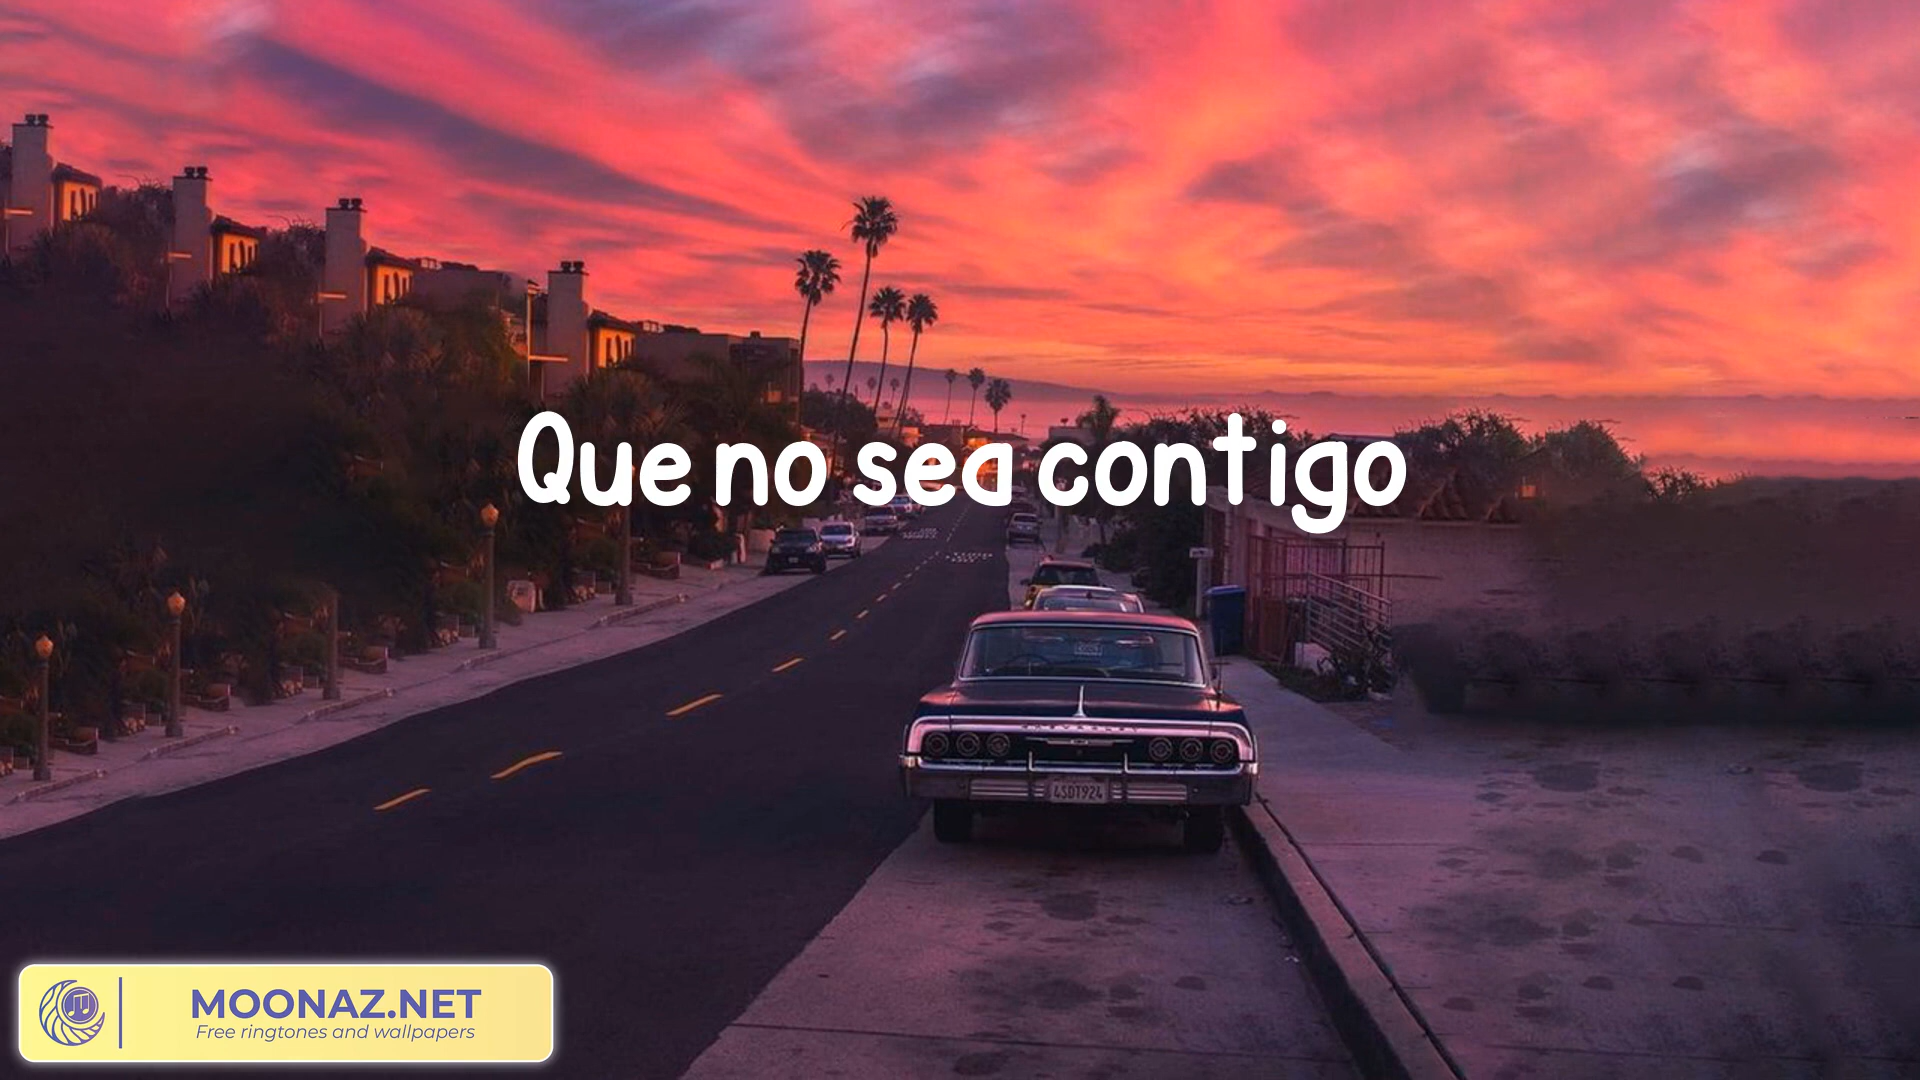 Que no sea contigo
4SDT924
MOONAZ.NET
Free ringtones and wallpapers